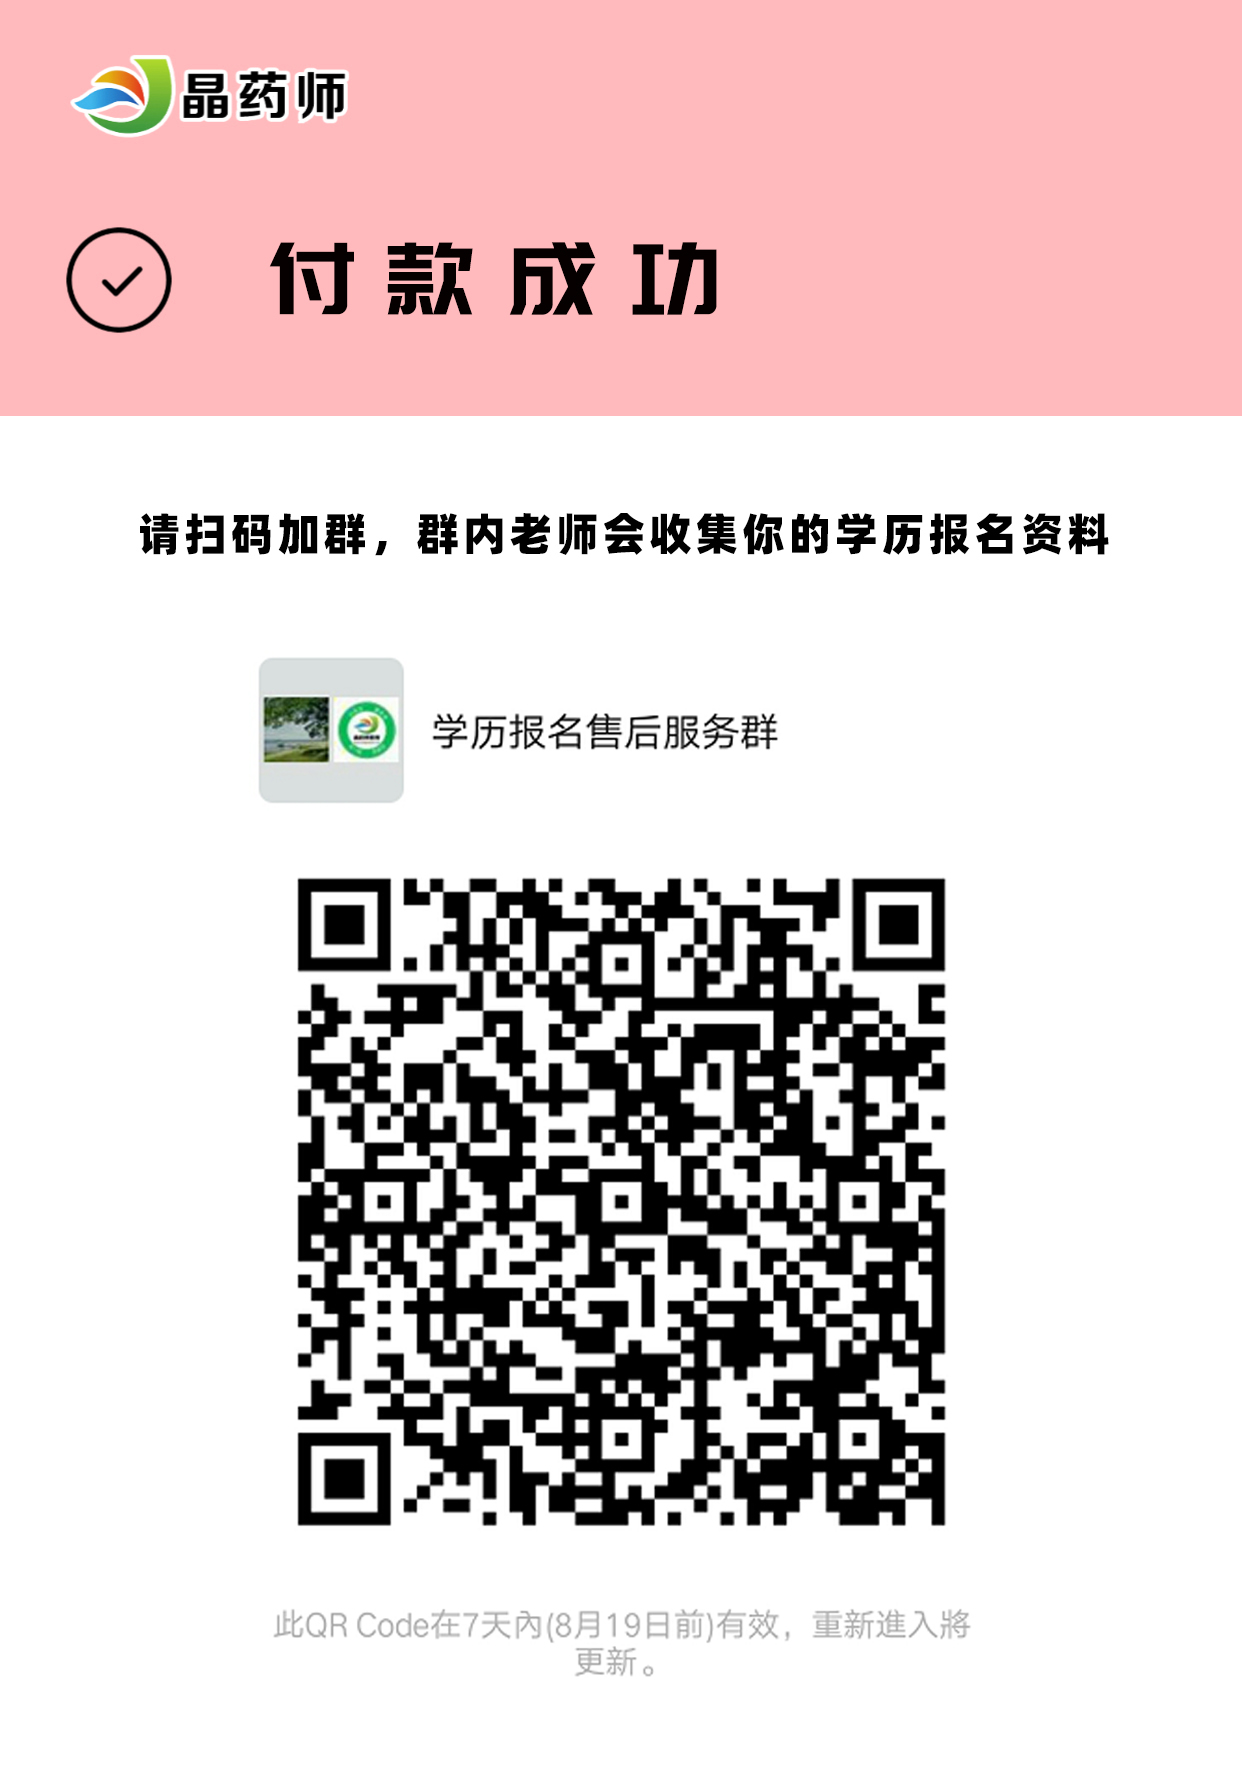 晶药师
付款成功
请扫码加群，群内老师会收集你的学历报名资料
学历报名售后服务群
此QR Code在7天內(8月19日前)有效，重新進入將
更新。